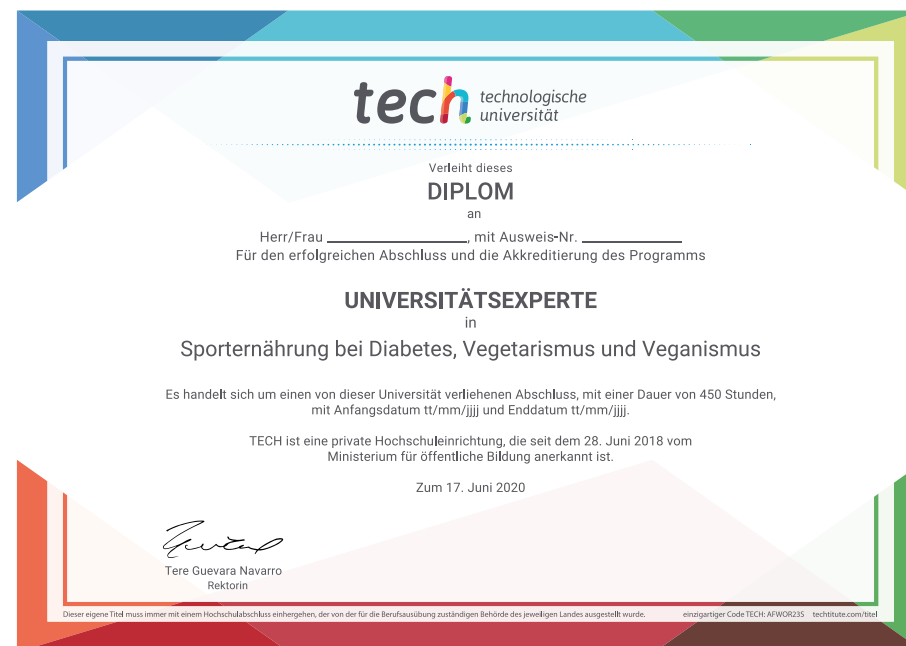 tech technologische
universität
Verleiht dieses
DIPLOM
an
Herr/Frau ____________, mit Ausweis-Nr. ____________
Für den erfolgreichen Abschluss und die Akkreditierung des Programms
UNIVERSITÄTSEXPERTE
in
Sporternährung bei Diabetes, Vegetarismus und Veganismus
Es handelt sich um einen von dieser Universität verliehenen Abschluss, mit einer Dauer von 450 Stunden,
mit Anfangsdatum tt/mm/jjjj und Enddatum tt/mm/jjjj.
TECH ist eine private Hochschuleinrichtung, die seit dem 28. Juni 2018 vom
Ministerium für öffentliche Bildung anerkannt ist.
Zum 17. Juni 2020
Tere Guevara Navarro
Rektorin
Dieser eigene Titel muss immer mit einem Hochschulabschluss einhergehen, der von der für die Berufsausübung zuständigen Behörde des jeweiligen Landes ausgestellt wurde. einzigartiger Code TECH: AFWOR23S techtitute.com/titel